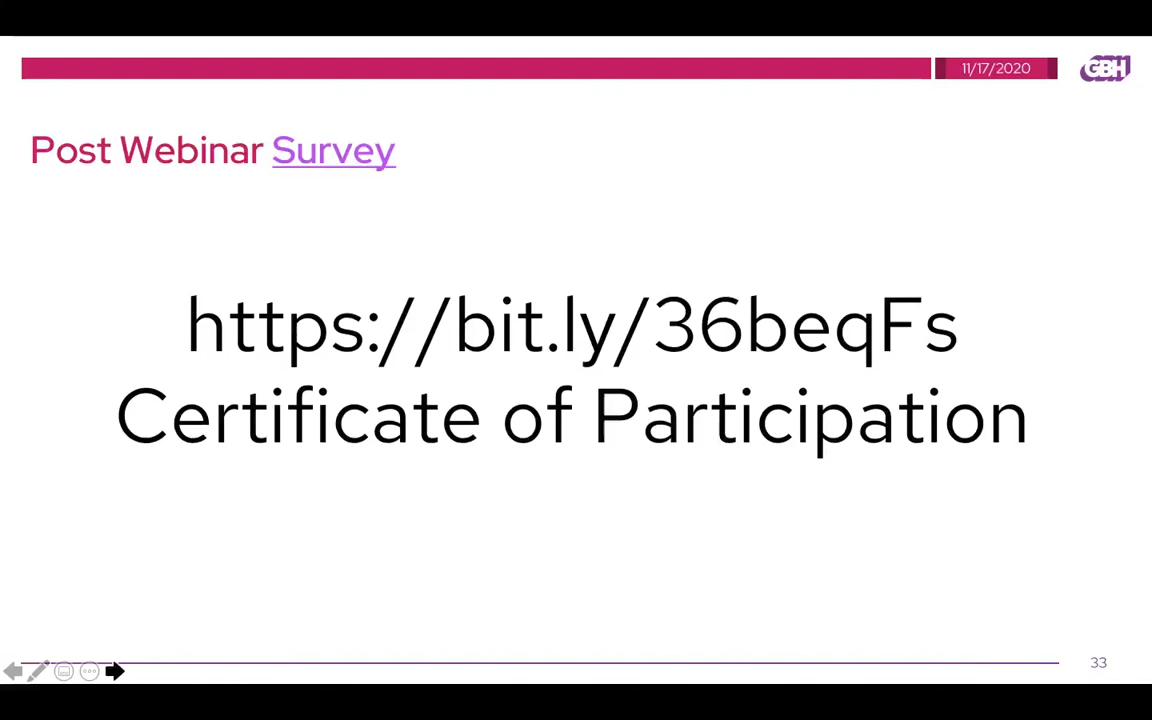 11/17/2020
GBH
Post Webinar Survey
https://bit.ly/36beqFs
Certificate of Participation
33